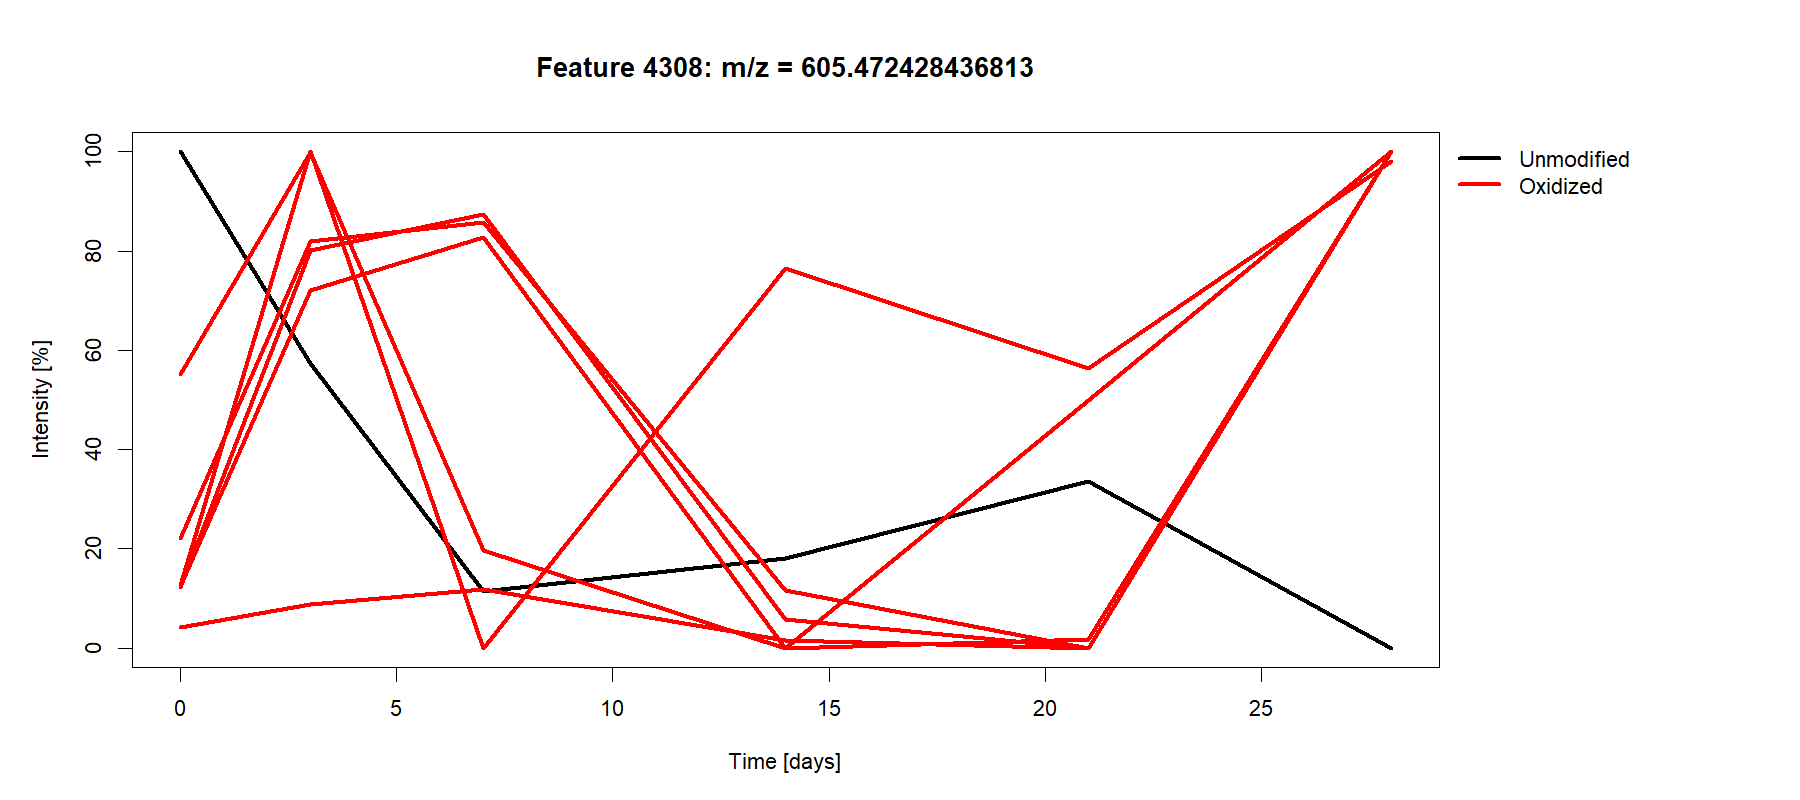 Feature 4308: m/z = 605.472428436813
Unmodified
Oxidized
Intensity [%]
100
80
60
40
20
0
0 5 10 15 20 25
Time [days]